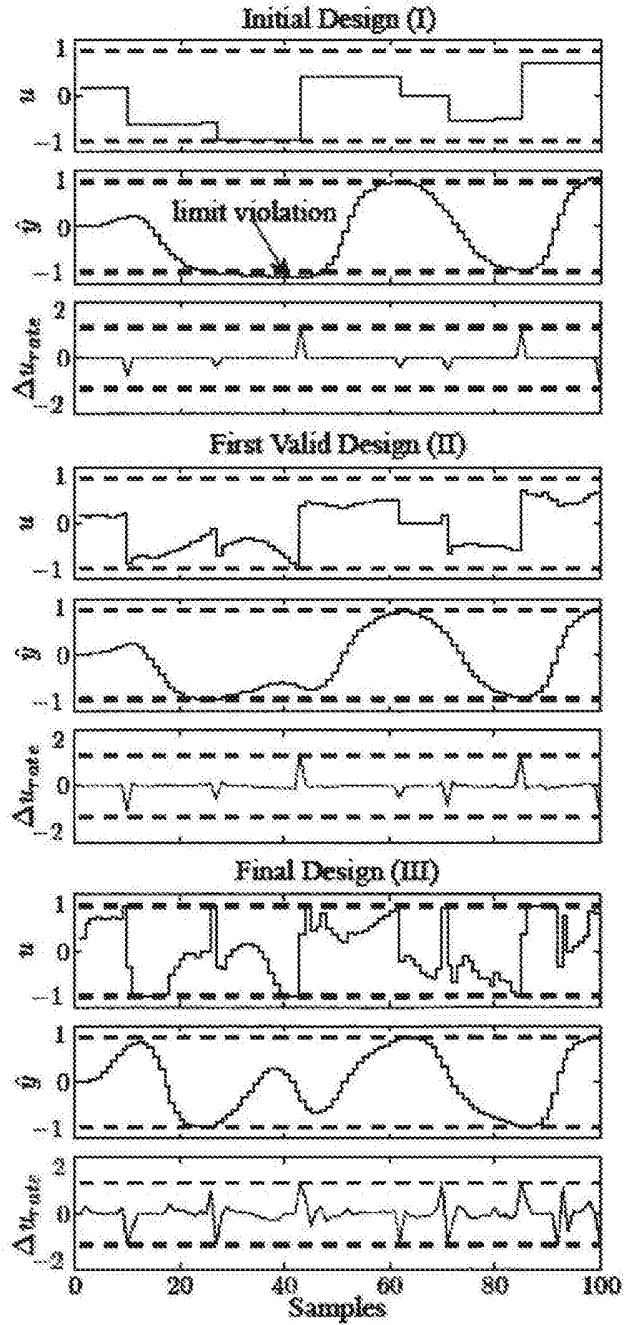 Initial Design (I)
1
0
−1
u
1
0
−1
ŷ
limit violation
2
0
−2
Δu_rate
First Valid Design (II)
1
0
−1
u
1
0
−1
ŷ
2
0
−2
Δu_rate
Final Design (III)
1
0
−1
u
1
0
−1
ŷ
2
0
−2
Δu_rate
0 20 40 60 80 100
Samples